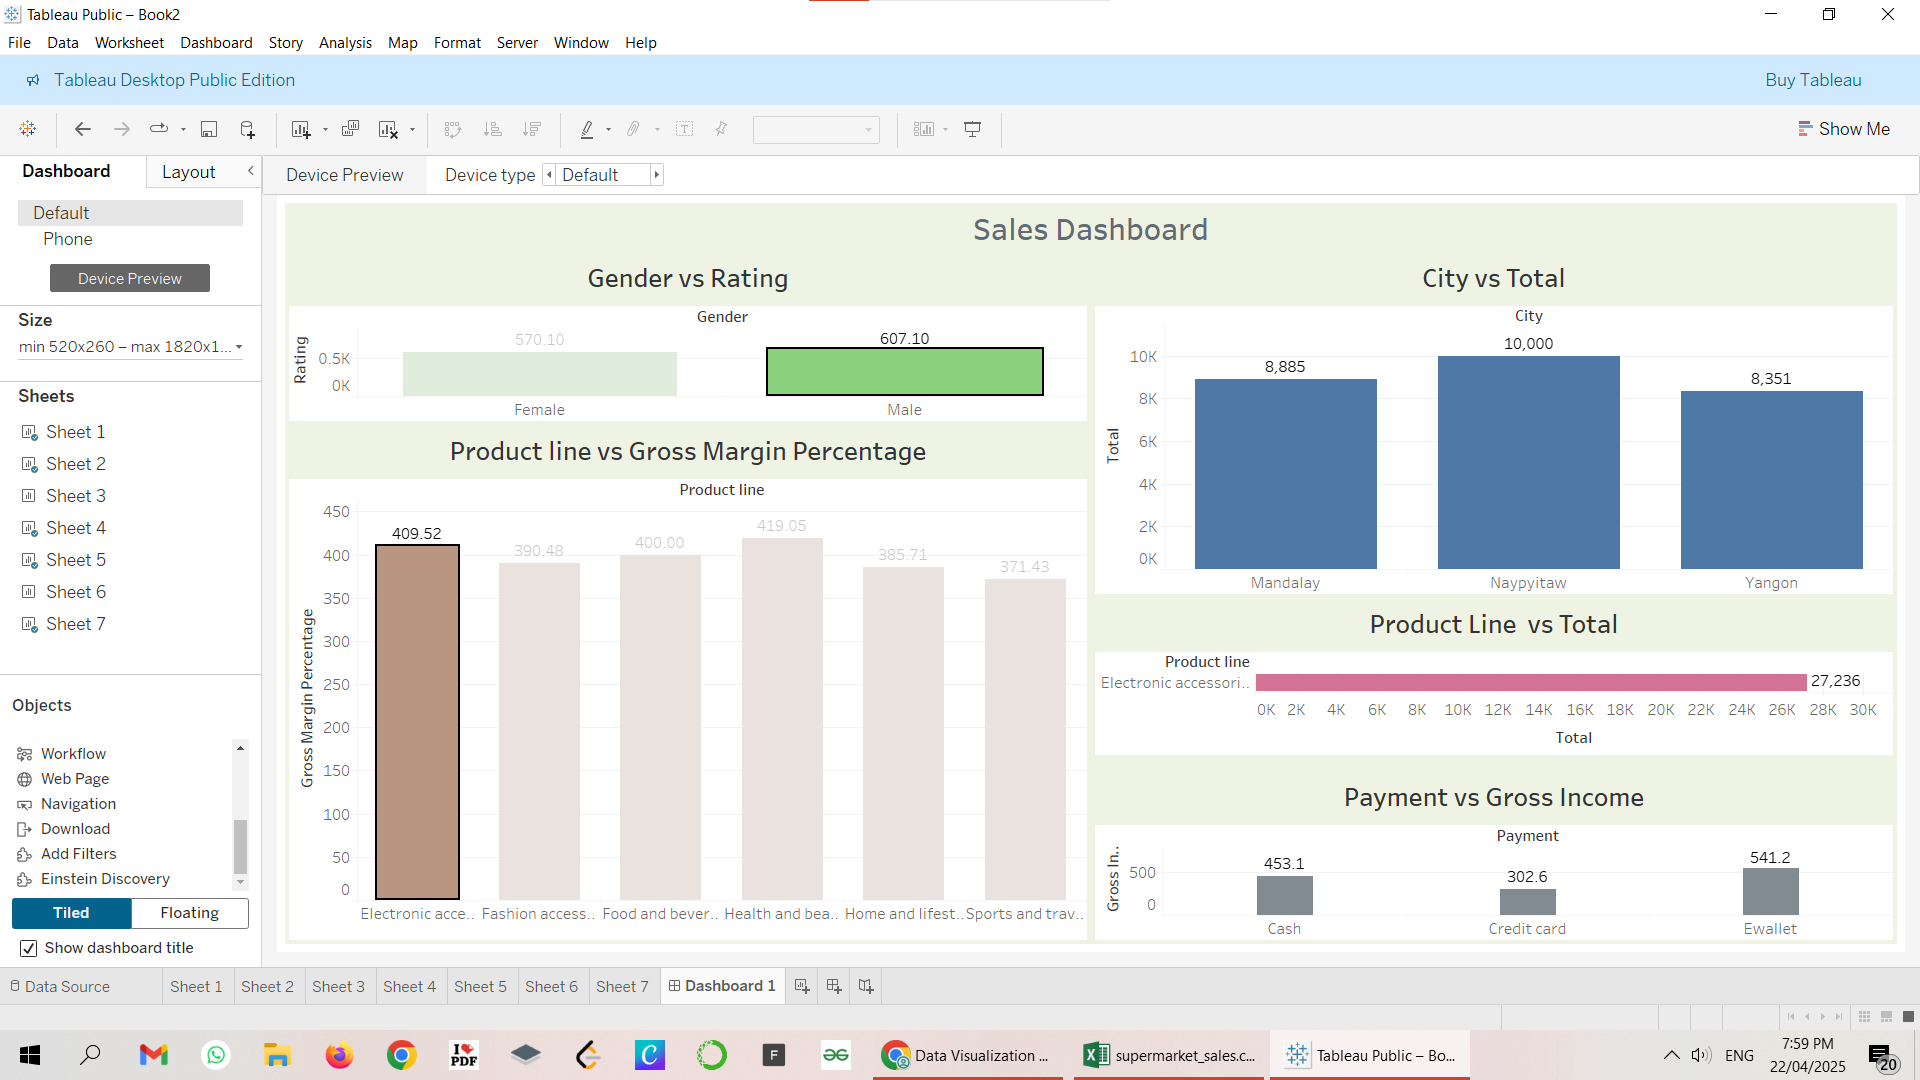 Tableau Public – Book2
File Data Worksheet Dashboard Story Analysis Map Format Server Window Help
Tableau Desktop Public Edition
Buy Tableau
Show Me
Dashboard Layout
Device Preview Device type Default
Default
Phone
Device Preview
Size
min 520x260 – max 1820x1...
Sheets
Sheet 1
Sheet 2
Sheet 3
Sheet 4
Sheet 5
Sheet 6
Sheet 7
Objects
Workflow
Web Page
Navigation
Download
Add Filters
Einstein Discovery
Tiled Floating
Show dashboard title
Sales Dashboard
Gender vs Rating
Gender
Rating
0.5K
0K
570.10
607.10
Female Male
Product line vs Gross Margin Percentage
Product line
Gross Margin Percentage
450
400
350
300
250
200
150
100
50
0
409.52
390.48
400.00
419.05
385.71
371.43
Electronic acce.. Fashion access.. Food and bever.. Health and bea.. Home and lifest.. Sports and trav..
City vs Total
City
Total
10K
8K
6K
4K
2K
0K
8,885
10,000
8,351
Mandalay Naypyitaw Yangon
Product Line vs Total
Product line
Electronic accessori.. 27,236
0K 2K 4K 6K 8K 10K 12K 14K 16K 18K 20K 22K 24K 26K 28K 30K
Total
Payment vs Gross Income
Payment
Gross In..
500
0
453.1
302.6
541.2
Cash Credit card Ewallet
Data Source Sheet 1 Sheet 2 Sheet 3 Sheet 4 Sheet 5 Sheet 6 Sheet 7 Dashboard 1
I PDF
C
F
Data Visualization ...
supermarket_sales.c...
Tableau Public – Bo...
ENG
7:59 PM
22/04/2025
20